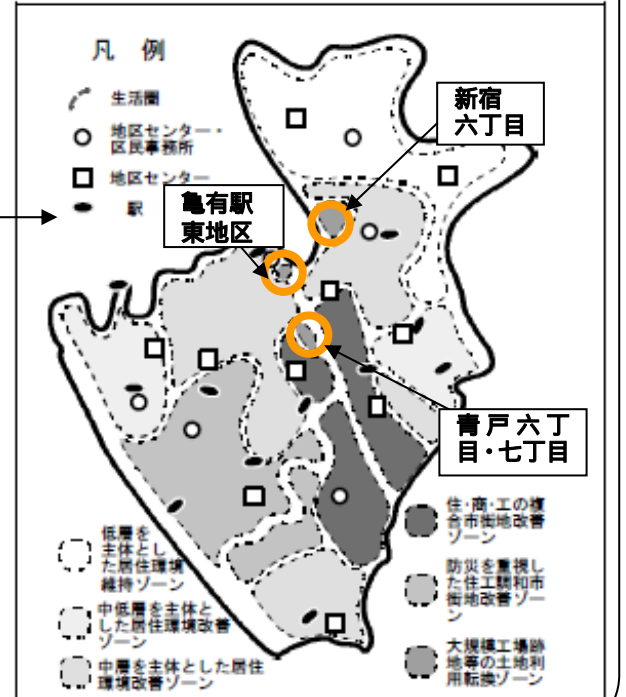 凡 例
生活圏
地区センター・
区民事務所
地区センター
駅
新宿
六丁目
亀有駅
東地区
青戸六丁
目・七丁目
低層を
主体とし
た居住環境
維持ゾーン
中低層を主体と
した居住環境改善
ゾーン
中層を主体とした居住
環境改善ゾーン
住・商・工の複
合市街地改善
ゾーン
防災を重視し
た住工調和市
街地改善ゾー
ン
大規模工場跡
地等の土地利
用転換ゾーン